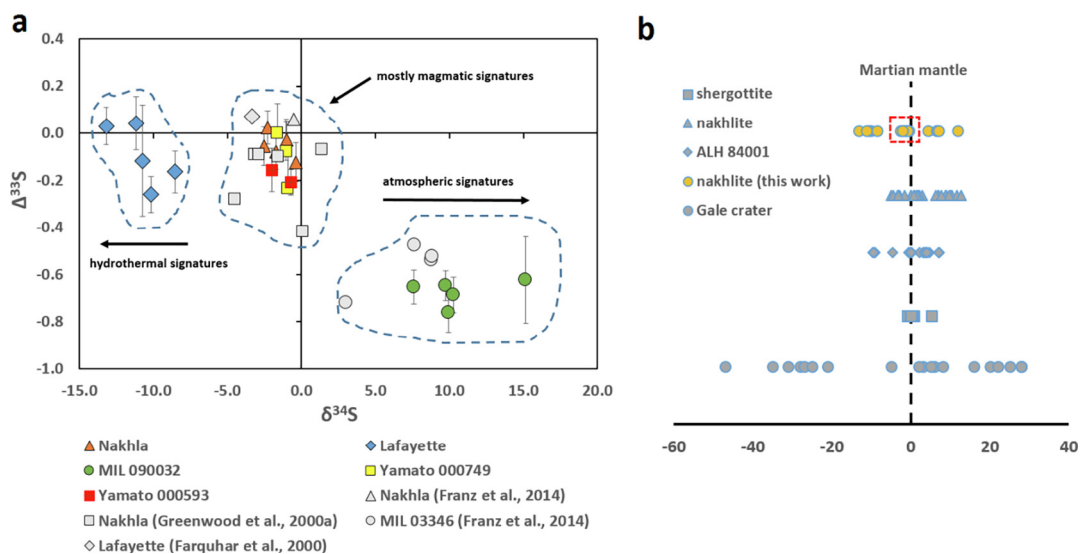 a
0.4
0.2
0.0
-0.2
-0.4
-0.6
-0.8
-1.0
Δ³³S
-15.0 -10.0 -5.0 0.0 5.0 10.0 15.0 20.0
δ³⁴S
mostly magmatic signatures
atmospheric signatures
hydrothermal signatures
Nakhla
Lafayette
MIL 090032
Yamato 000749
Yamato 000593
Nakhla (Franz et al., 2014)
Nakhla (Greenwood et al., 2000a)
MIL 03346 (Franz et al., 2014)
Lafayette (Farquhar et al., 2000)
b
Martian mantle
shergottite
nakhlite
ALH 84001
nakhlite (this work)
Gale crater
-60 -40 -20 0 20 40